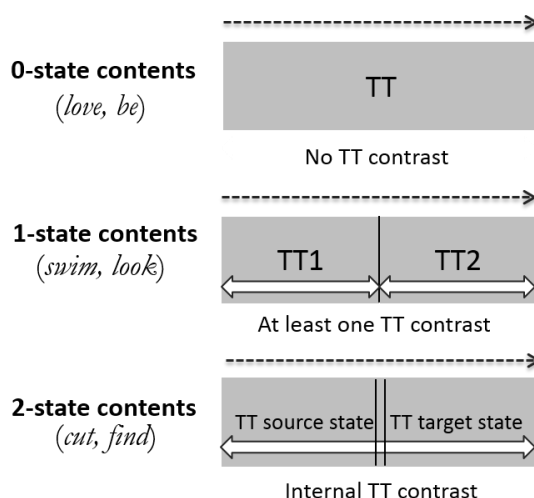 0-state contents
(love, be)
TT
No TT contrast
1-state contents
(swim, look)
TT1 TT2
At least one TT contrast
2-state contents
(cut, find)
TT source state TT target state
Internal TT contrast